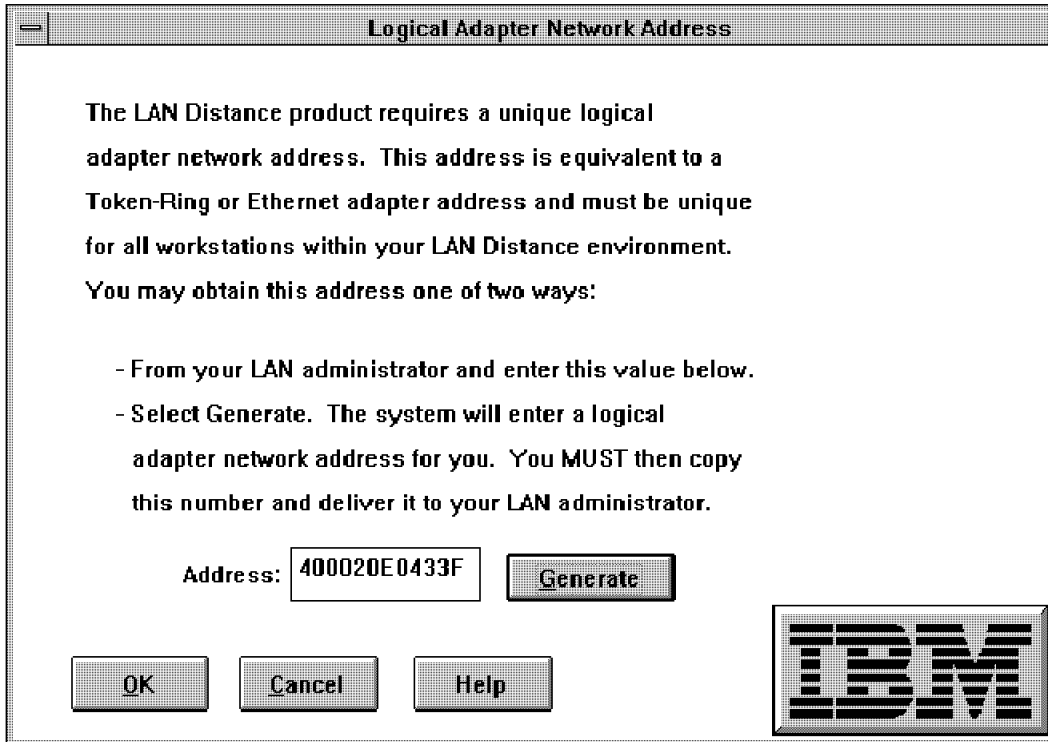 Logical Adapter Network Address
The LAN Distance product requires a unique logical
adapter network address.  This address is equivalent to a
Token-Ring or Ethernet adapter address and must be unique
for all workstations within your LAN Distance environment.
You may obtain this address one of two ways:
- From your LAN administrator and enter this value below.
- Select Generate.  The system will enter a logical
adapter network address for you.  You MUST then copy
this number and deliver it to your LAN administrator.
Address: 400020E0433F Generate
OK Cancel Help
IBM